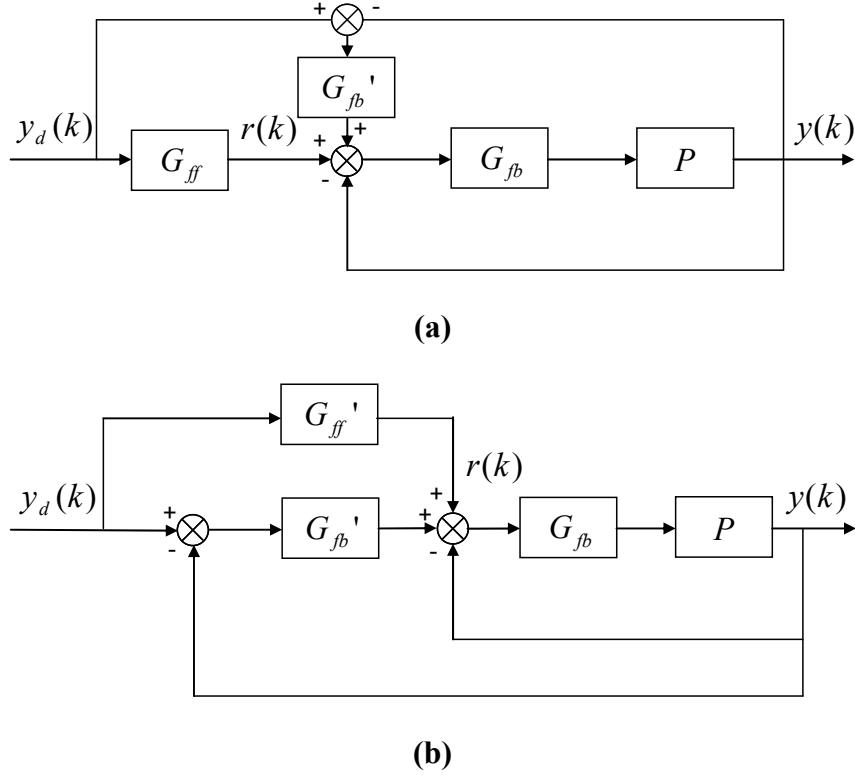 + -
G_fb'
y_d(k) r(k) + + y(k)
G_ff - G_fb P
(a)
G_ff'
r(k)
y_d(k) + + + y(k)
- G_fb' - G_fb P
(b)